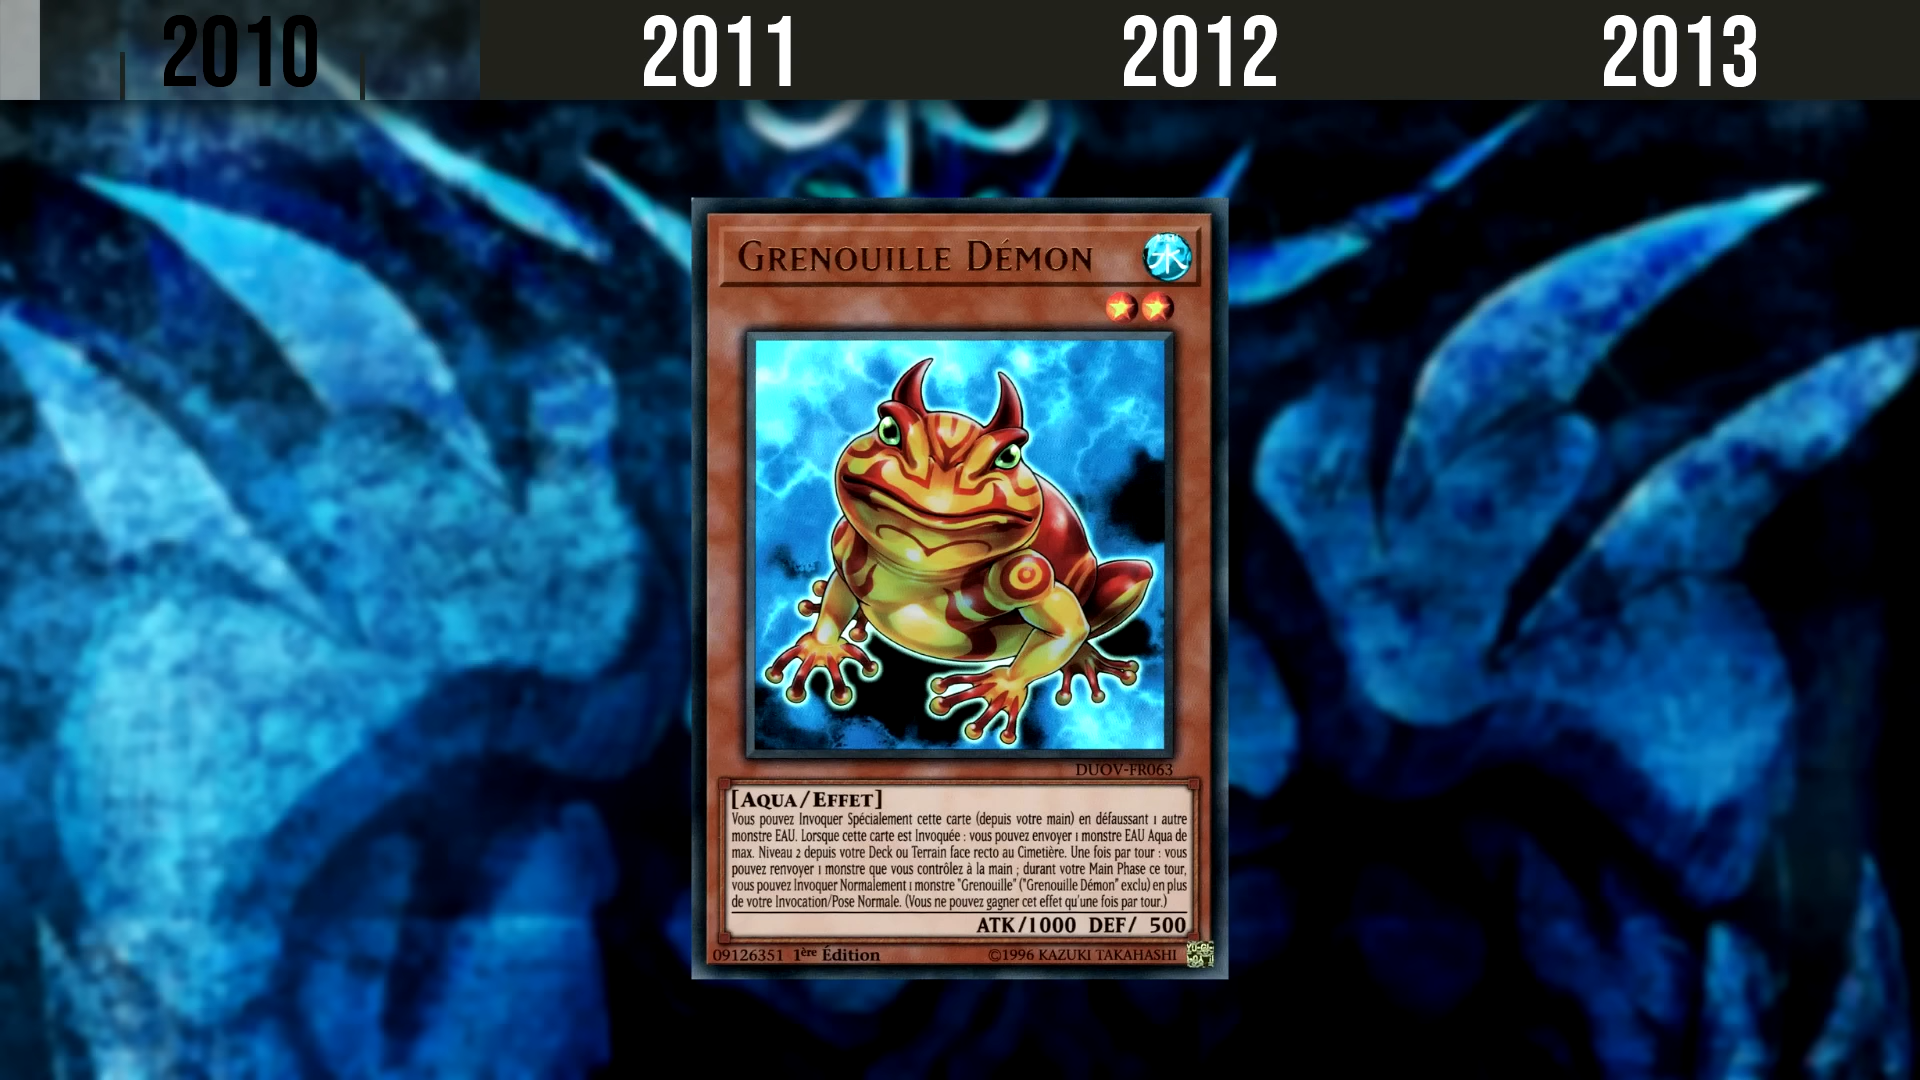 2010 2011 2012 2013
Grenouille Démon
水
DUOV-FR063
[Aqua/Effet]
Vous pouvez Invoquer Spécialement cette carte (depuis votre main) en défaussant 1 autre
monstre EAU. Lorsque cette carte est Invoquée : vous pouvez envoyer 1 monstre EAU Aqua de
max. Niveau 2 depuis votre Deck ou Terrain face recto au Cimetière. Une fois par tour : vous
pouvez renvoyer 1 monstre que vous contrôlez à la main ; durant votre Main Phase ce tour,
vous pouvez Invoquer Normalement 1 monstre "Grenouille" ("Grenouille Démon" exclu) en plus
de votre Invocation/Pose Normale. (Vous ne pouvez gagner cet effet qu'une fois par tour.)
ATK/1000 DEF/ 500
09126351 1ère Édition ©1996 KAZUKI TAKAHASHI